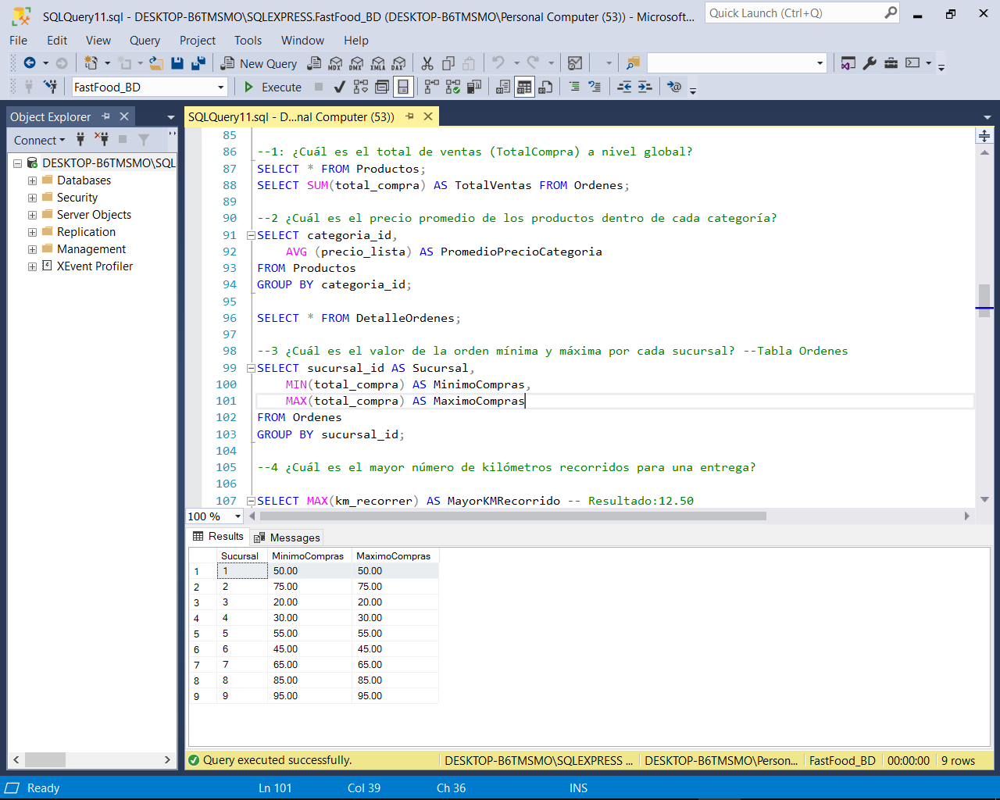 SQLQuery11.sql - DESKTOP-B6TMSMO\SQLEXPRESS.FastFood_BD (DESKTOP-B6TMSMO\Personal Computer (53)) - Microsoft...
Quick Launch (Ctrl+Q)
File Edit View Query Project Tools Window Help
New Query MDX DMX XMLA DAX
FastFood_BD Execute
Object Explorer
SQLQuery11.sql - D...nal Computer (53))
Connect
DESKTOP-B6TMSMO\SQL
Databases
Security
Server Objects
Replication
Management
XEvent Profiler
85
86 --1: ¿Cuál es el total de ventas (TotalCompra) a nivel global?
87 SELECT * FROM Productos;
88 SELECT SUM(total_compra) AS TotalVentas FROM Ordenes;
89
90 --2 ¿Cuál es el precio promedio de los productos dentro de cada categoría?
91 SELECT categoria_id,
92 AVG (precio_lista) AS PromedioPrecioCategoria
93 FROM Productos
94 GROUP BY categoria_id;
95
96 SELECT * FROM DetalleOrdenes;
97
98 --3 ¿Cuál es el valor de la orden mínima y máxima por cada sucursal? --Tabla Ordenes
99 SELECT sucursal_id AS Sucursal,
100 MIN(total_compra) AS MinimoCompras,
101 MAX(total_compra) AS MaximoCompras
102 FROM Ordenes
103 GROUP BY sucursal_id;
104
105 --4 ¿Cuál es el mayor número de kilómetros recorridos para una entrega?
106
107 SELECT MAX(km_recorrer) AS MayorKMRecorrido -- Resultado:12.50
100 %
Results Messages
Sucursal MinimoCompras MaximoCompras
1 1 50.00 50.00
2 2 75.00 75.00
3 3 20.00 20.00
4 4 30.00 30.00
5 5 55.00 55.00
6 6 45.00 45.00
7 7 65.00 65.00
8 8 85.00 85.00
9 9 95.00 95.00
Query executed successfully. DESKTOP-B6TMSMO\SQLEXPRESS ... DESKTOP-B6TMSMO\Person... FastFood_BD 00:00:00 9 rows
Ready Ln 101 Col 39 Ch 36 INS